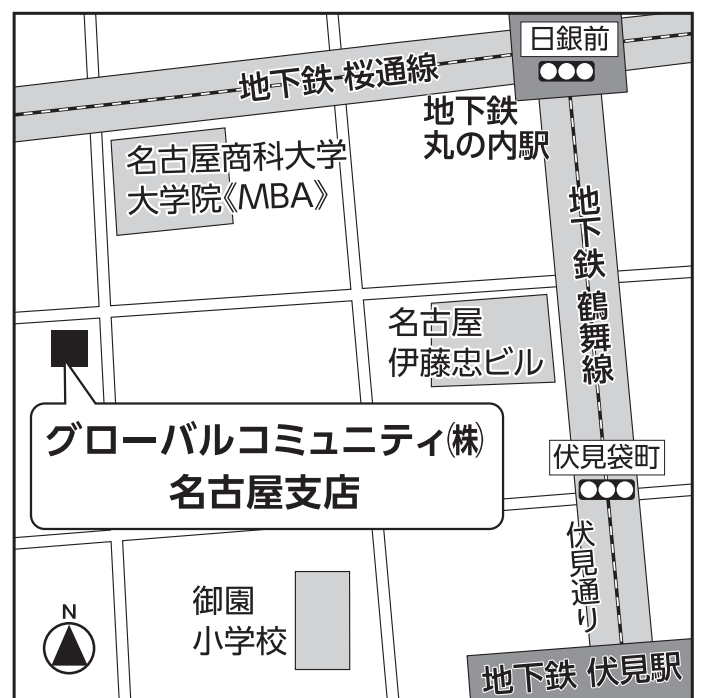 日銀前
地下鉄 桜通線
地下鉄
丸の内駅
名古屋商科大学
大学院《MBA》
地下鉄 鶴舞線
名古屋
伊藤忠ビル
グローバルコミュニティ㈱
名古屋支店
伏見袋町
伏見通り
御園
小学校
N
地下鉄 伏見駅